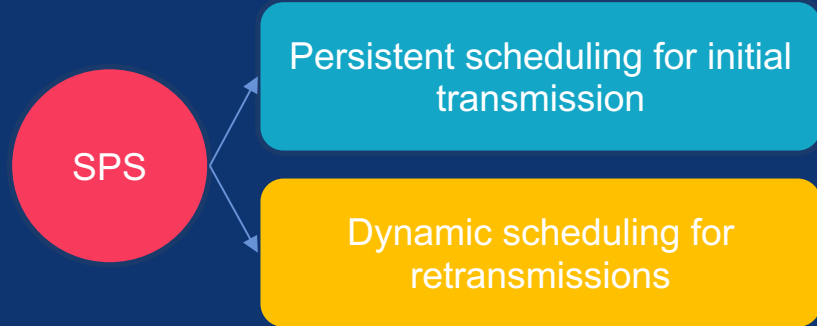 SPS
Persistent scheduling for initial
transmission
Dynamic scheduling for
retransmissions